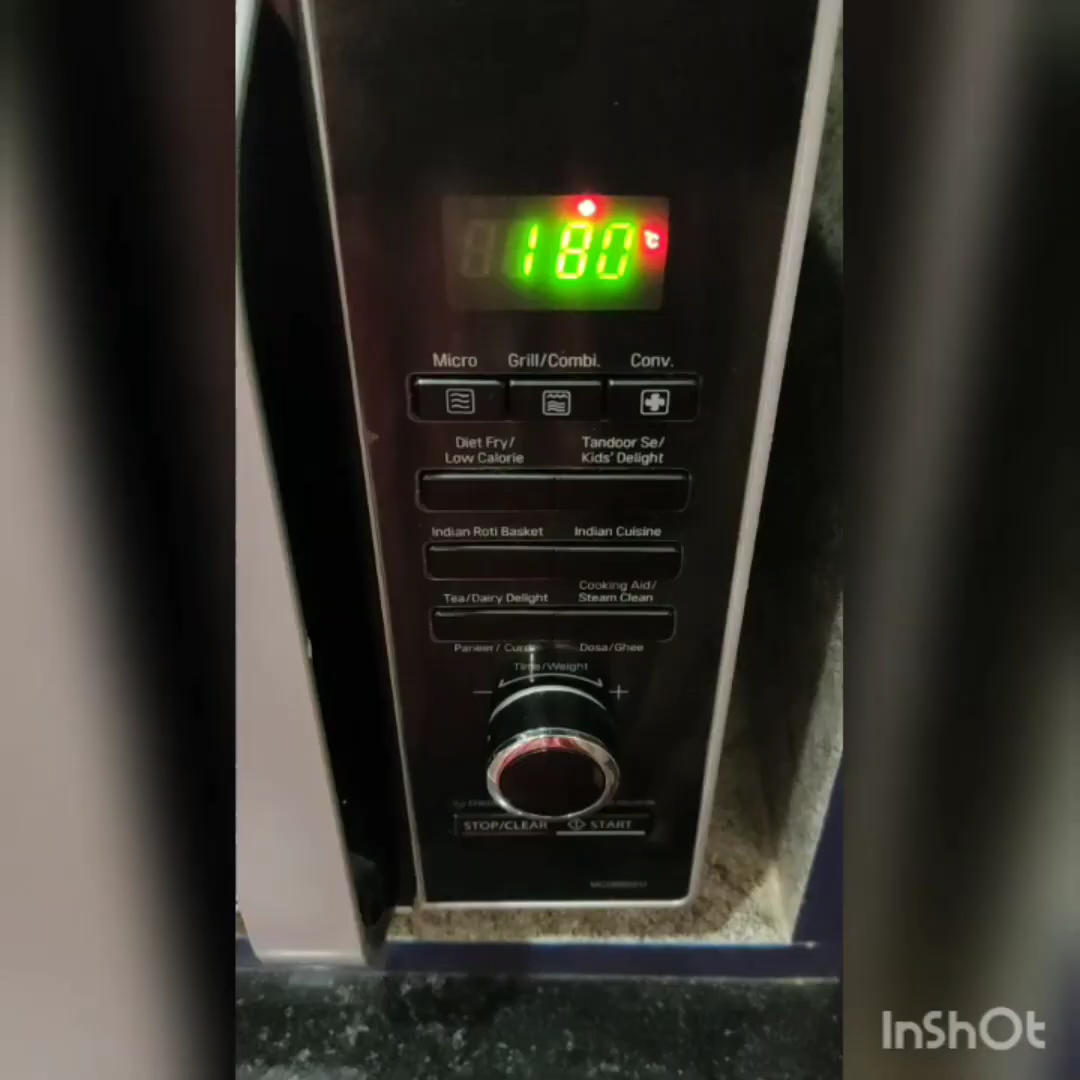 180 °C
Micro Grill/Combi. Conv.
Diet Fry/ Tandoor Se/
Low Calorie Kids' Delight
Indian Roti Basket Indian Cuisine
Cooking Aid/
Tea/Dairy Delight Steam Clean
Paneer / Dosa/Ghee
Time/Weight
- +
STOP/CLEAR START
InShOt